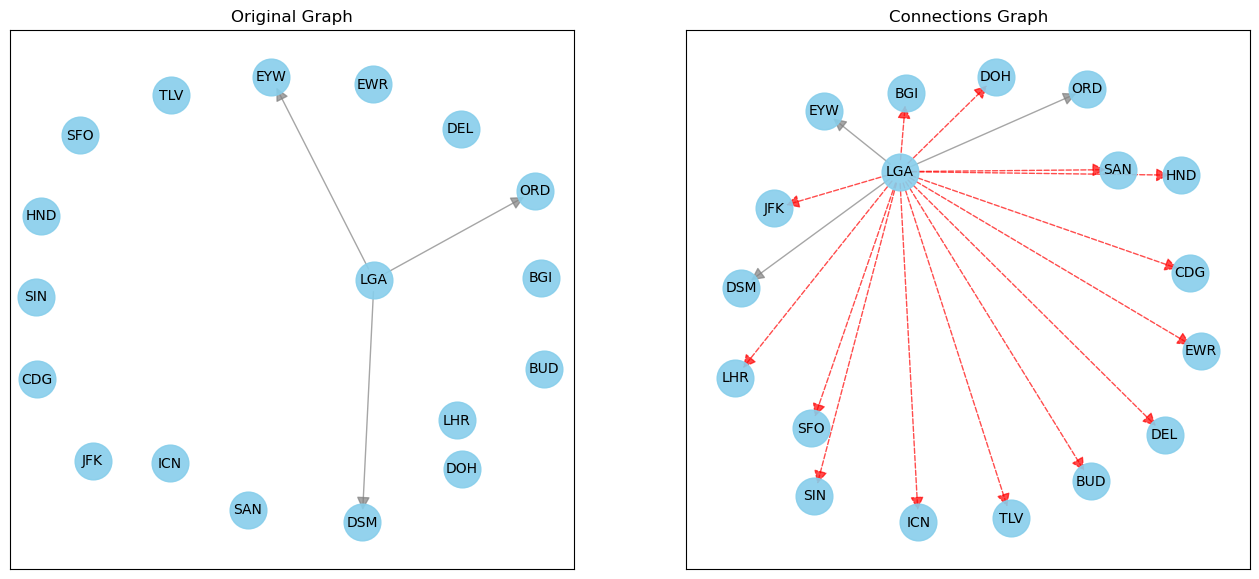 Original Graph
EYW
EWR
TLV
DEL
SFO
ORD
HND
LGA
BGI
SIN
BUD
CDG
LHR
JFK
ICN
DOH
SAN
DSM
Connections Graph
DOH
ORD
BGI
EYW
LGA
SAN
HND
JFK
CDG
DSM
EWR
LHR
SFO
DEL
BUD
SIN
TLV
ICN